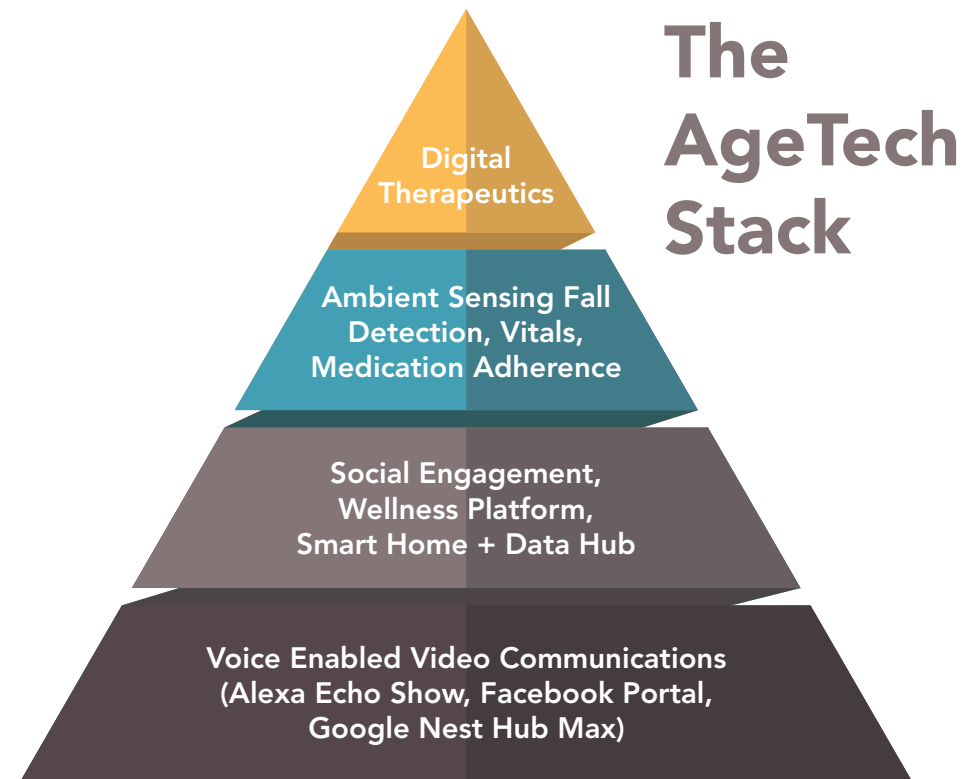 The
AgeTech
Stack
Digital
Therapeutics
Ambient Sensing Fall
Detection, Vitals,
Medication Adherence
Social Engagement,
Wellness Platform,
Smart Home + Data Hub
Voice Enabled Video Communications
(Alexa Echo Show, Facebook Portal,
Google Nest Hub Max)